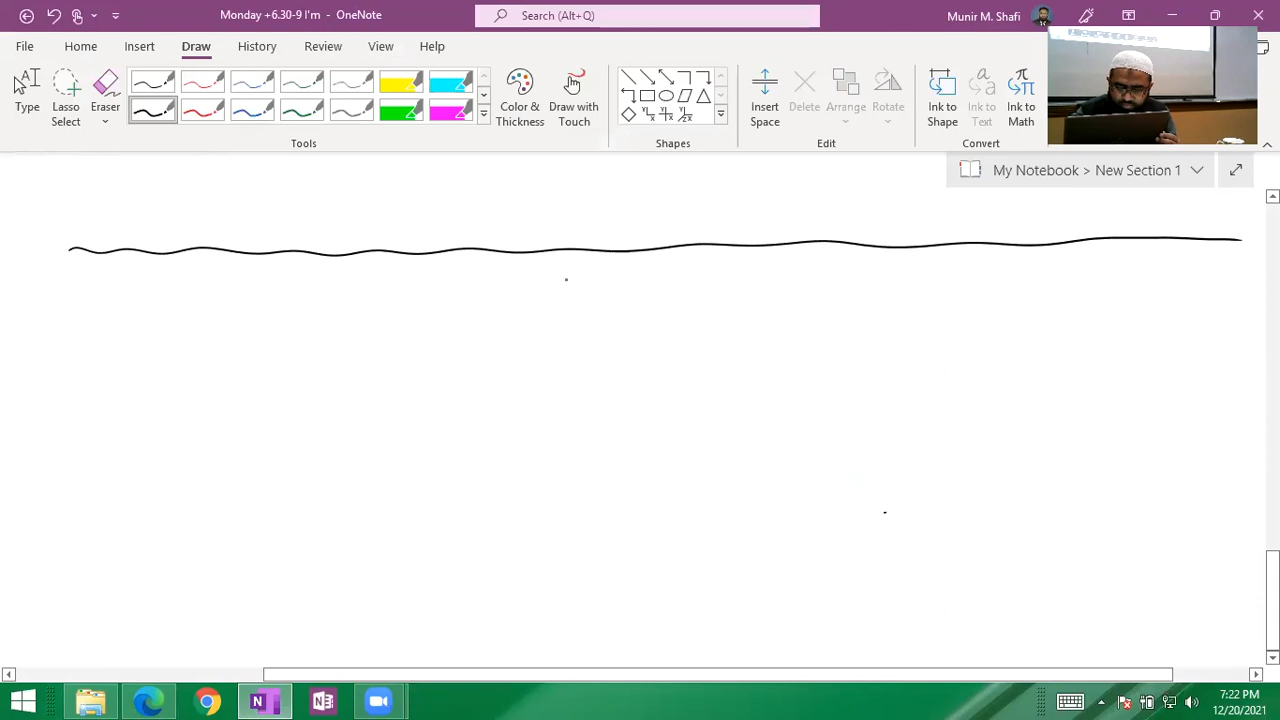 Monday +6.30-9 I'm - OneNote
Search (Alt+Q)
Munir M. Shafi
File Home Insert Draw History Review View Help
Type
Lasso Select
Eraser
Color & Thickness
Draw with Touch
Insert Space
Delete
Arrange
Rotate
Ink to Shape
Ink to Text
Ink to Math
Tools
Shapes
Edit
Convert
My Notebook > New Section 1
7:22 PM
12/20/2021